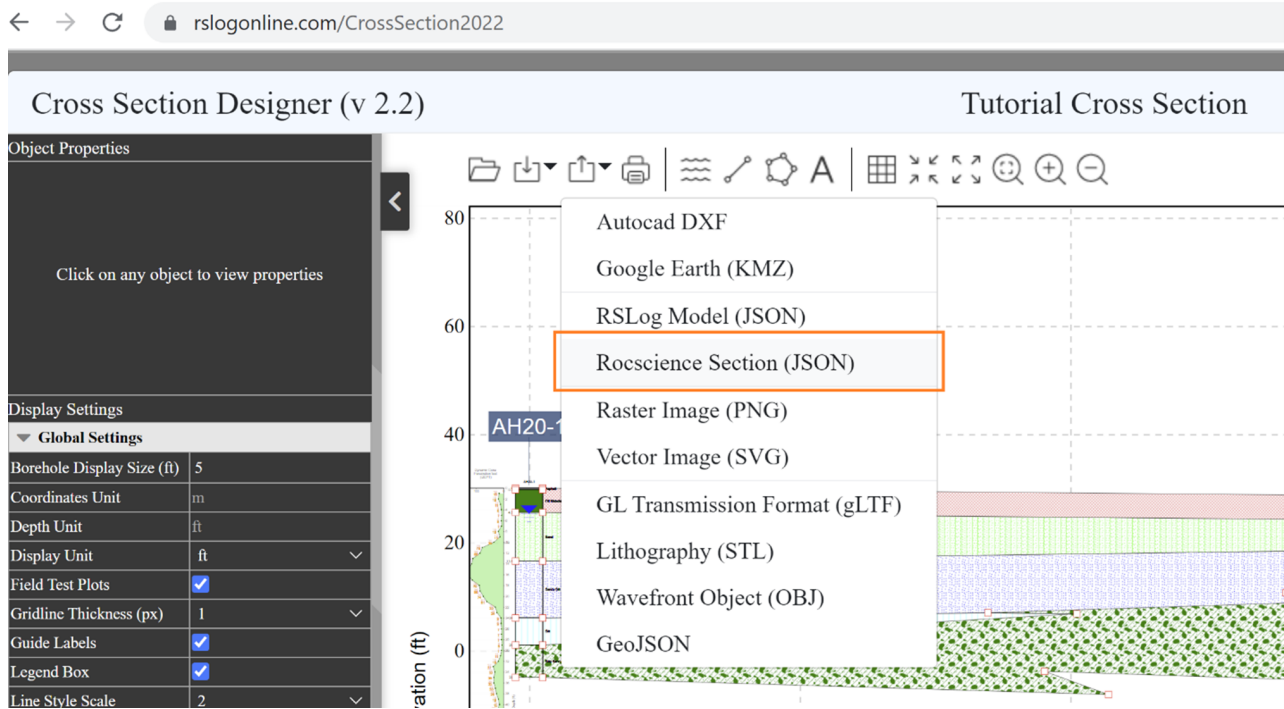 rslogonline.com/CrossSection2022
Cross Section Designer (v 2.2)
Tutorial Cross Section
Object Properties
Click on any object to view properties
Display Settings
Global Settings
Borehole Display Size (ft) 5
Coordinates Unit m
Depth Unit ft
Display Unit ft
Field Test Plots
Gridline Thickness (px) 1
Guide Labels
Legend Box
Line Style Scale 2
A
Autocad DXF
Google Earth (KMZ)
RSLog Model (JSON)
Rocscience Section (JSON)
Raster Image (PNG)
Vector Image (SVG)
GL Transmission Format (gLTF)
Lithography (STL)
Wavefront Object (OBJ)
GeoJSON
80
60
40
20
0
AH20-1
vation (ft)